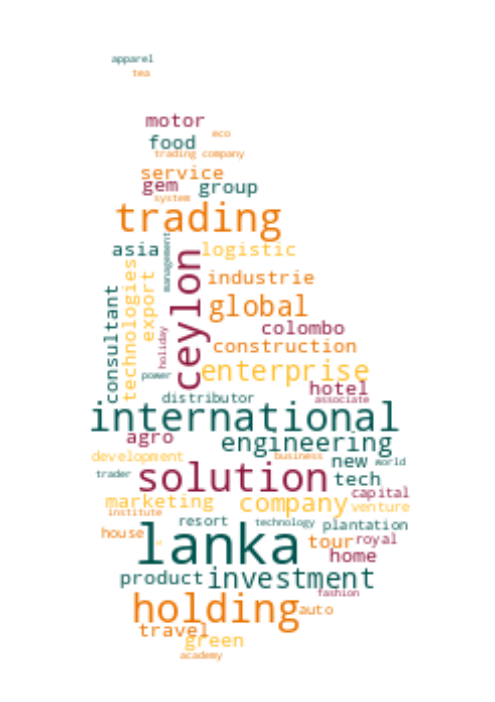 apparel
tea
motor
eco
food
trading company
service
gem group
system
trading
asia logistic
management
ceylon
industrie
technologies
export
consultant
global
colombo
holiday
construction
power
enterprise
hotel
distributor
associate
international
agro
engineering
development
business
new world
trader
solution
tech
capital
marketing
company
venture
institute
resort
technology
plantation
house
lanka
tour
royal
home
product
investment
fashion
holding
auto
travel
green
academy